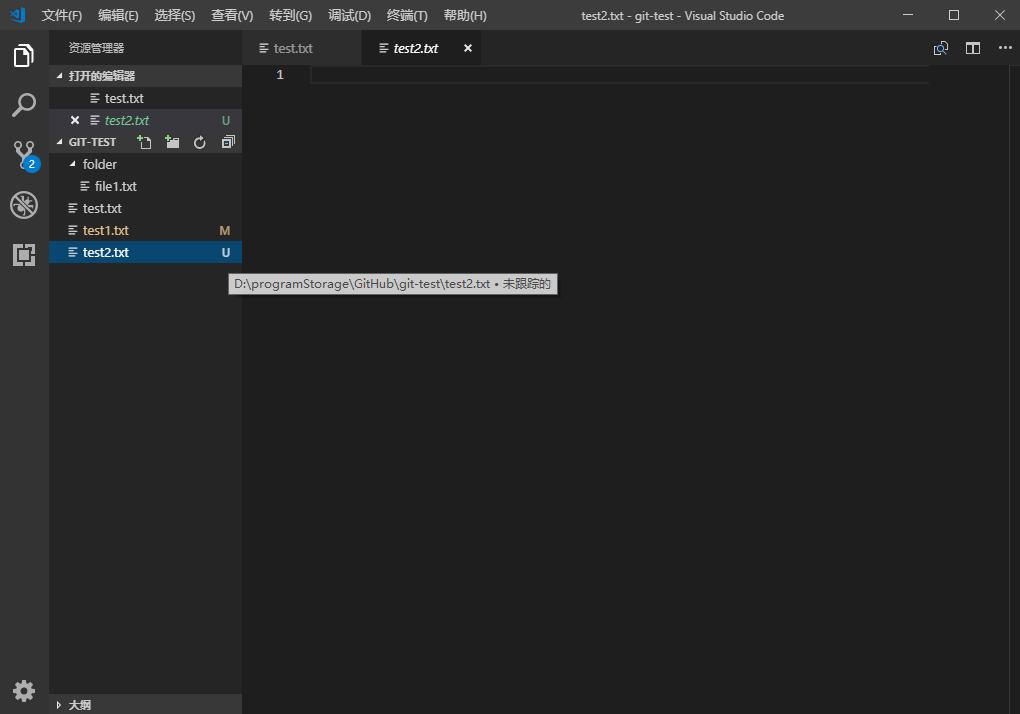 文件(F) 编辑(E) 选择(S) 查看(V) 转到(G) 调试(D) 终端(T) 帮助(H) test2.txt - git-test - Visual Studio Code
资源管理器
test.txt test2.txt
打开的编辑器
1
test.txt
test2.txt U
GIT-TEST
2
folder
file1.txt
test.txt
test1.txt M
test2.txt U
D:\programStorage\GitHub\git-test\test2.txt • 未跟踪的
大纲